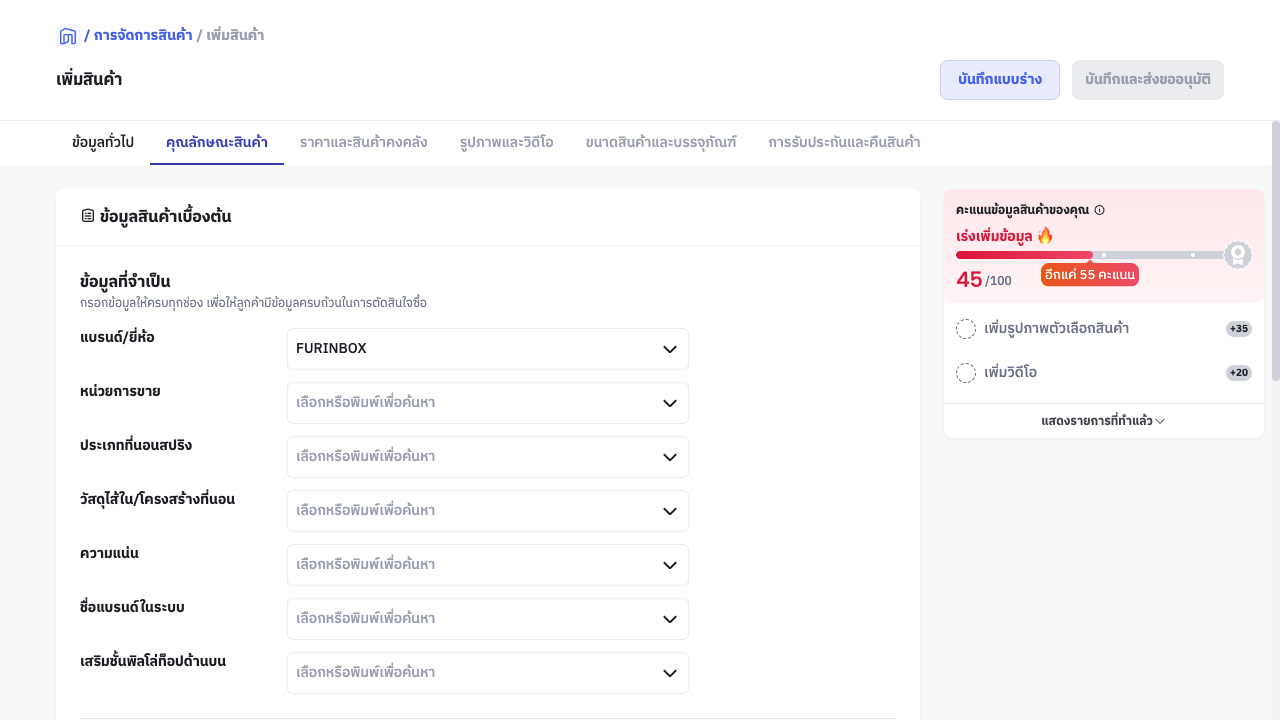 / การจัดการสินค้า / เพิ่มสินค้า
เพิ่มสินค้า
บันทึกแบบร่าง
บันทึกและส่งขออนุมัติ
ข้อมูลทั่วไป
คุณลักษณะสินค้า
ราคาและสินค้าคงคลัง
รูปภาพและวิดีโอ
ขนาดสินค้าและบรรจุภัณฑ์
การรับประกันและคืนสินค้า
ข้อมูลสินค้าเบื้องต้น
ข้อมูลที่จำเป็น
กรอกข้อมูลให้ครบทุกช่อง เพื่อให้ลูกค้ามีข้อมูลครบถ้วนในการตัดสินใจซื้อ
แบรนด์/ยี่ห้อ
FURINBOX
หน่วยการขาย
เลือกหรือพิมพ์เพื่อค้นหา
ประเภทที่นอนสปริง
เลือกหรือพิมพ์เพื่อค้นหา
วัสดุไส้ใน/โครงสร้างที่นอน
เลือกหรือพิมพ์เพื่อค้นหา
ความแน่น
เลือกหรือพิมพ์เพื่อค้นหา
ชื่อแบรนด์ในระบบ
เลือกหรือพิมพ์เพื่อค้นหา
เสริมชั้นพิลโล่ท็อปด้านบน
เลือกหรือพิมพ์เพื่อค้นหา
คะแนนข้อมูลสินค้าของคุณ
เร่งเพิ่มข้อมูล 🔥
45/100
อีกแค่ 55 คะแนน
เพิ่มรูปภาพตัวเลือกสินค้า
+35
เพิ่มวิดีโอ
+20
แสดงรายการที่ทำแล้ว